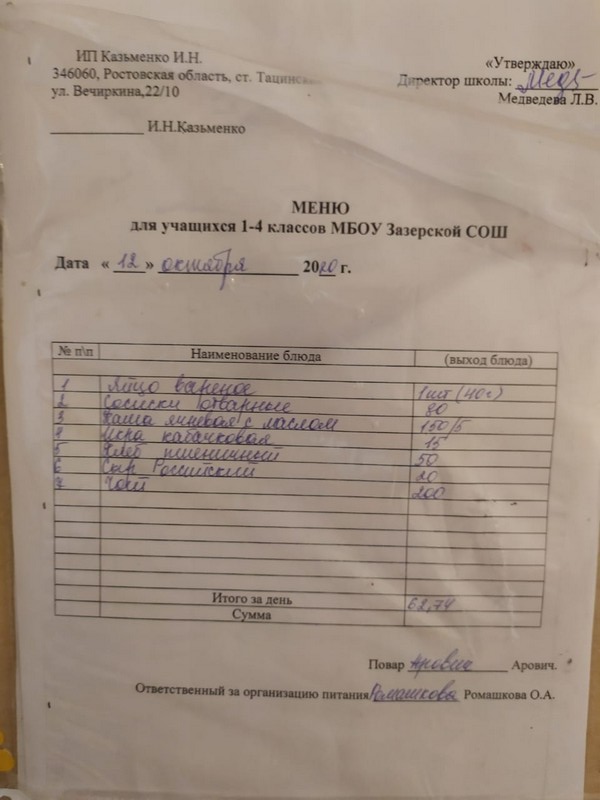 ИП Казьменко И.Н.
«Утверждаю»
346060, Ростовская область, ст. Тацинска
Директор школы: Мед
ул. Вечиркина,22/10
Медведева Л.В.
И.Н.Казьменко
МЕНЮ
для учащихся 1-4 классов МБОУ Зазерской СОШ
Дата « 12 » октября 2020 г.
№ п\п Наименование блюда (выход блюда)
1 Яйцо вареное 1шт (40г)
2 Сосиски отварные 80
3 Каша ячневая с маслом 150/5
4 Икра кабачковая 15
5 Хлеб пшеничный 50
6 Сыр Российский 20
7 Чай 200
Итого за день 62,74
Сумма
Повар Арович Арович.
Ответственный за организацию питания Ромашкова Ромашкова О.А.